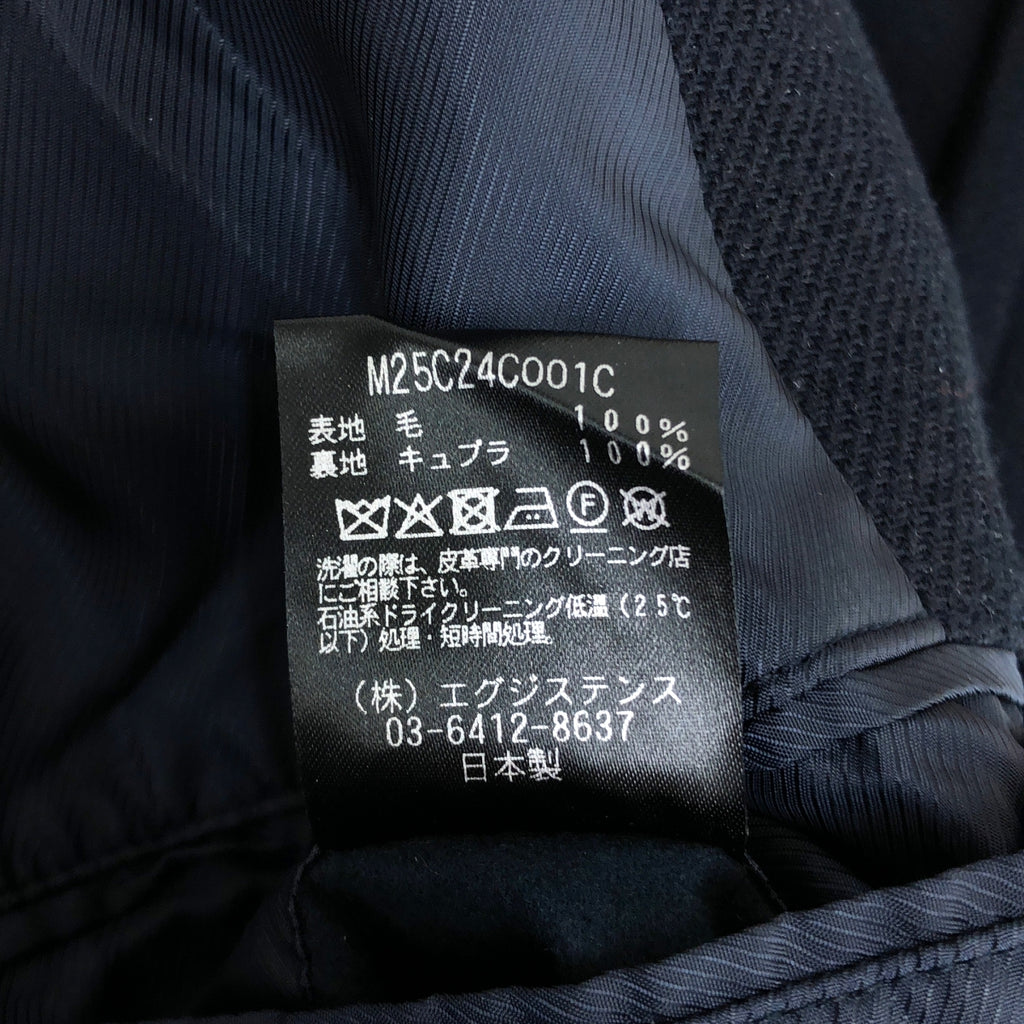 M25C24C001C
表地 毛 100%
裏地 キュプラ 100%
F W
洗濯の際は、皮革専門のクリーニング店
にご相談下さい。
石油系ドライクリーニング低温(25℃
以下)処理・短時間処理。
(株)エグジステンス
03-6412-8637
日本製